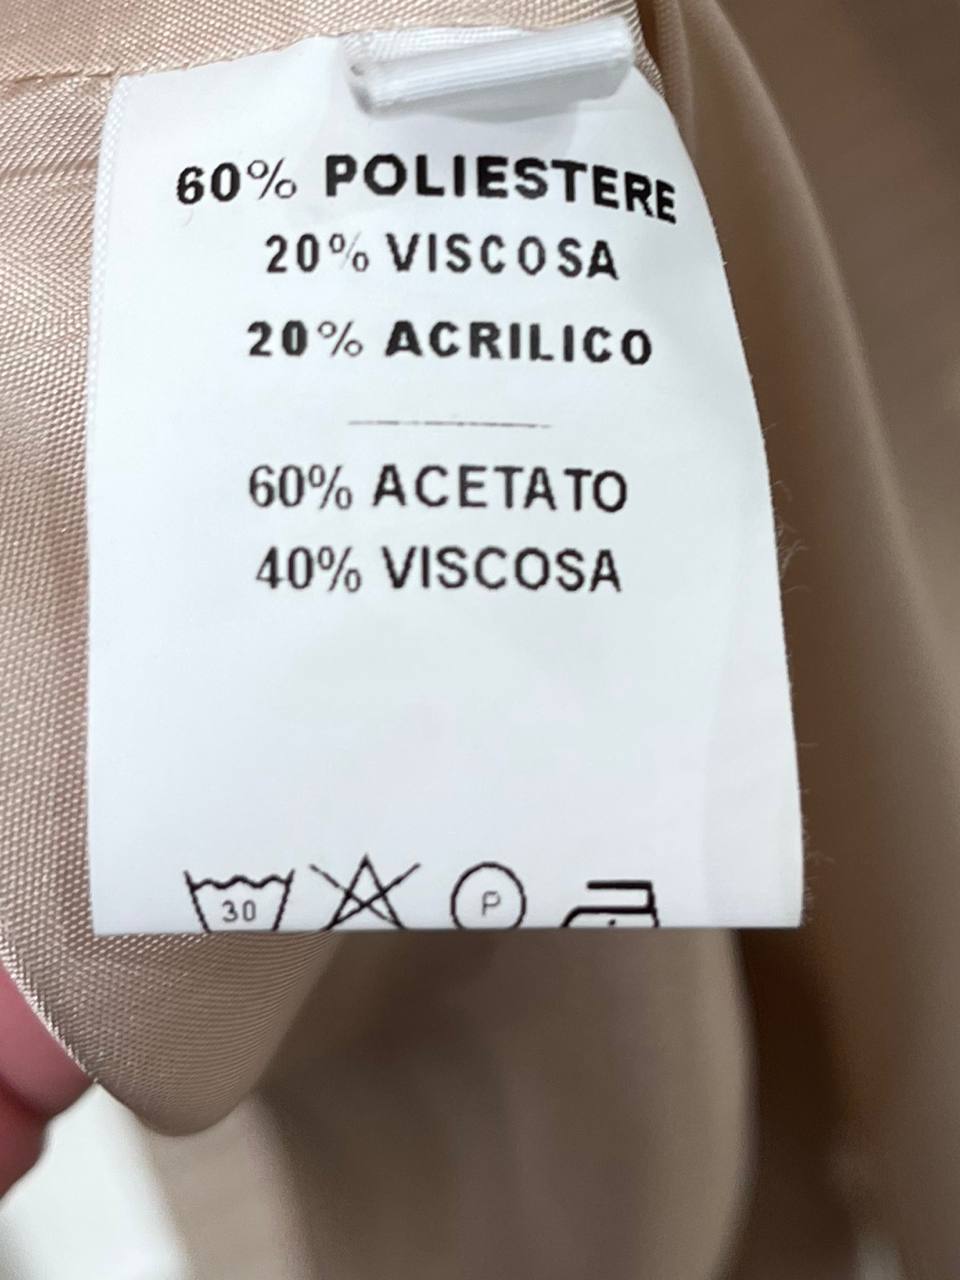 60% POLIESTERE
20% VISCOSA
20% ACRILICO
60% ACETATO
40% VISCOSA
30 P